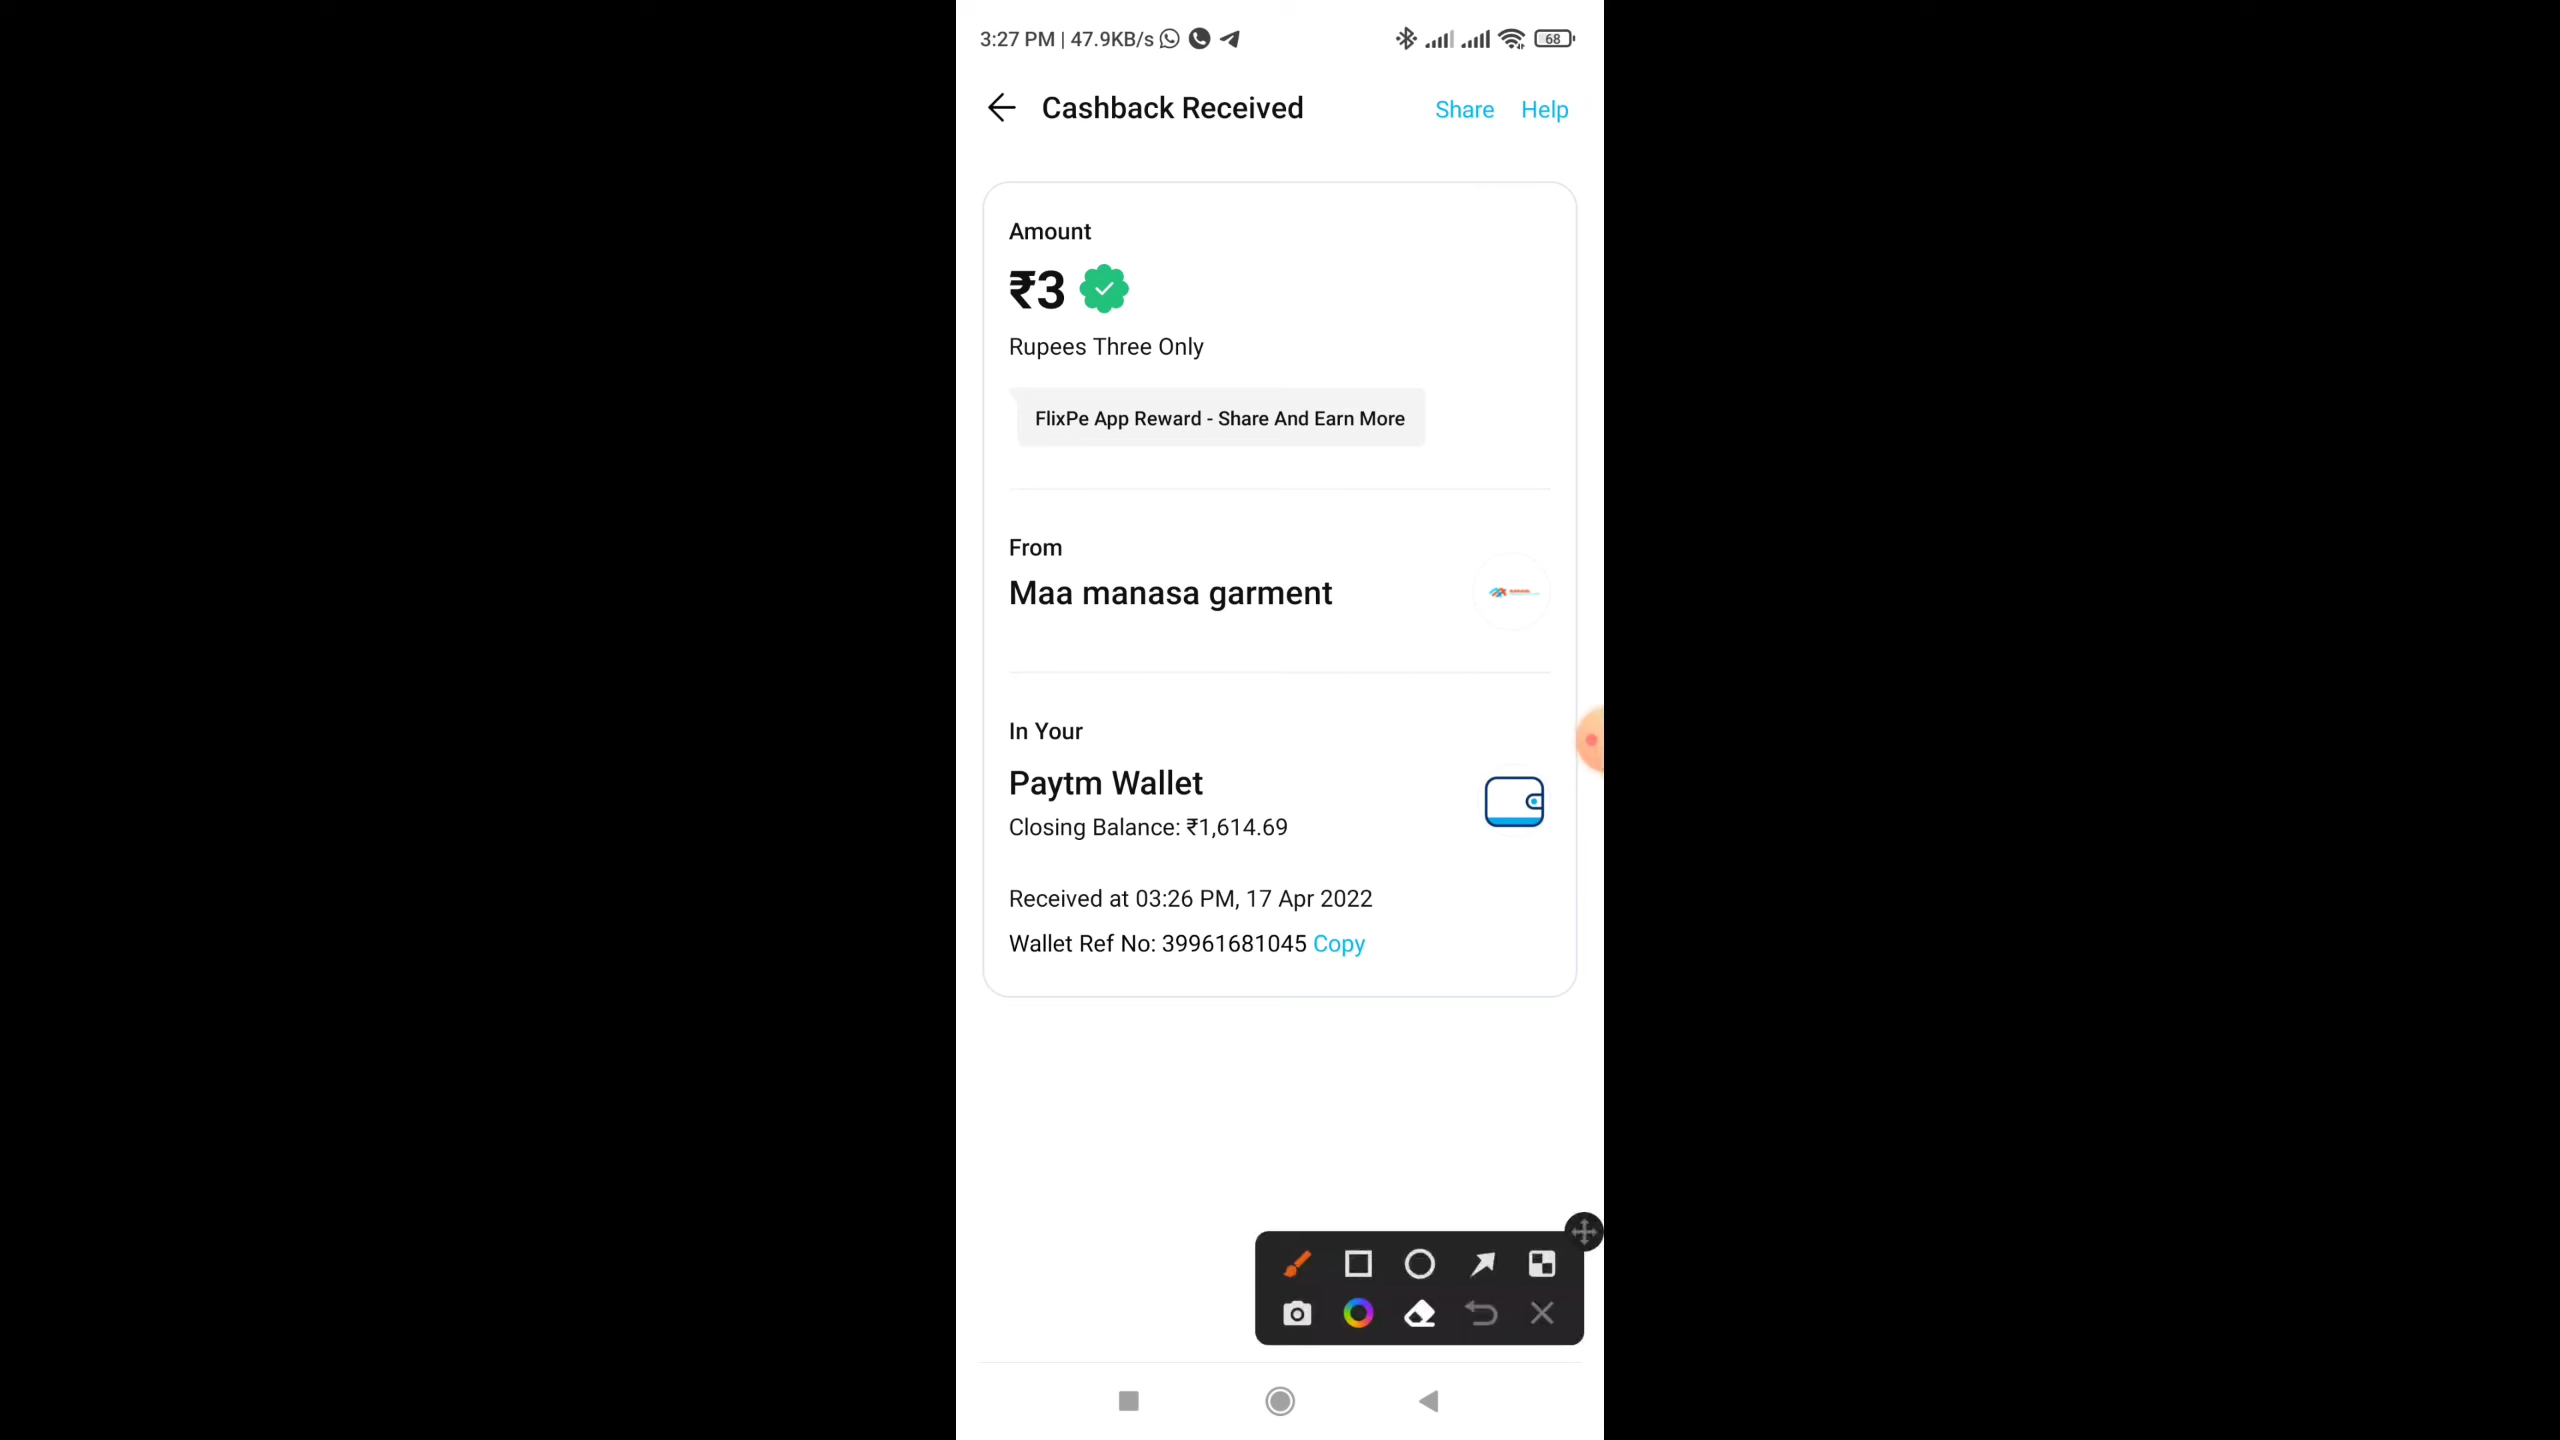 3:27 PM | 47.9KB/s
68
Cashback Received
Share Help
Amount
₹3
Rupees Three Only
FlixPe App Reward - Share And Earn More
From
Maa manasa garment
In Your
Paytm Wallet
Closing Balance: ₹1,614.69
Received at 03:26 PM, 17 Apr 2022
Wallet Ref No: 39961681045 Copy